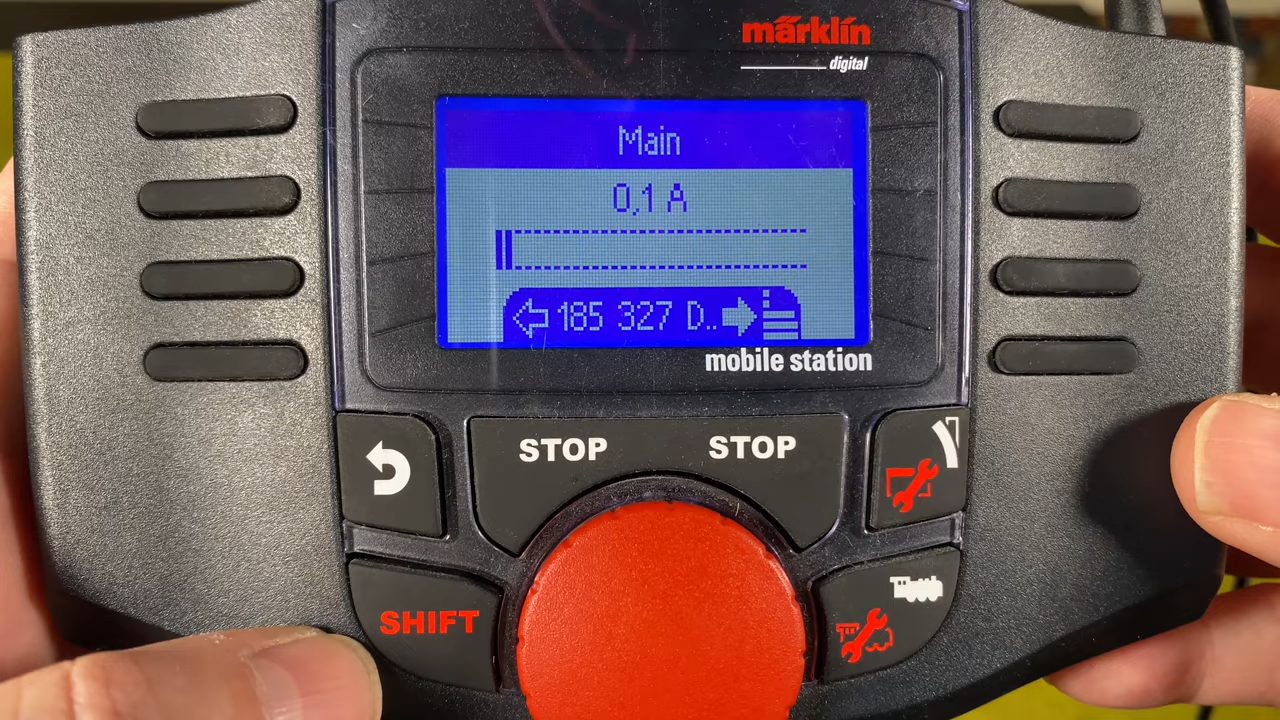 märklin
digital
Main
0,1 A
185 327 D..
mobile station
STOP STOP
SHIFT